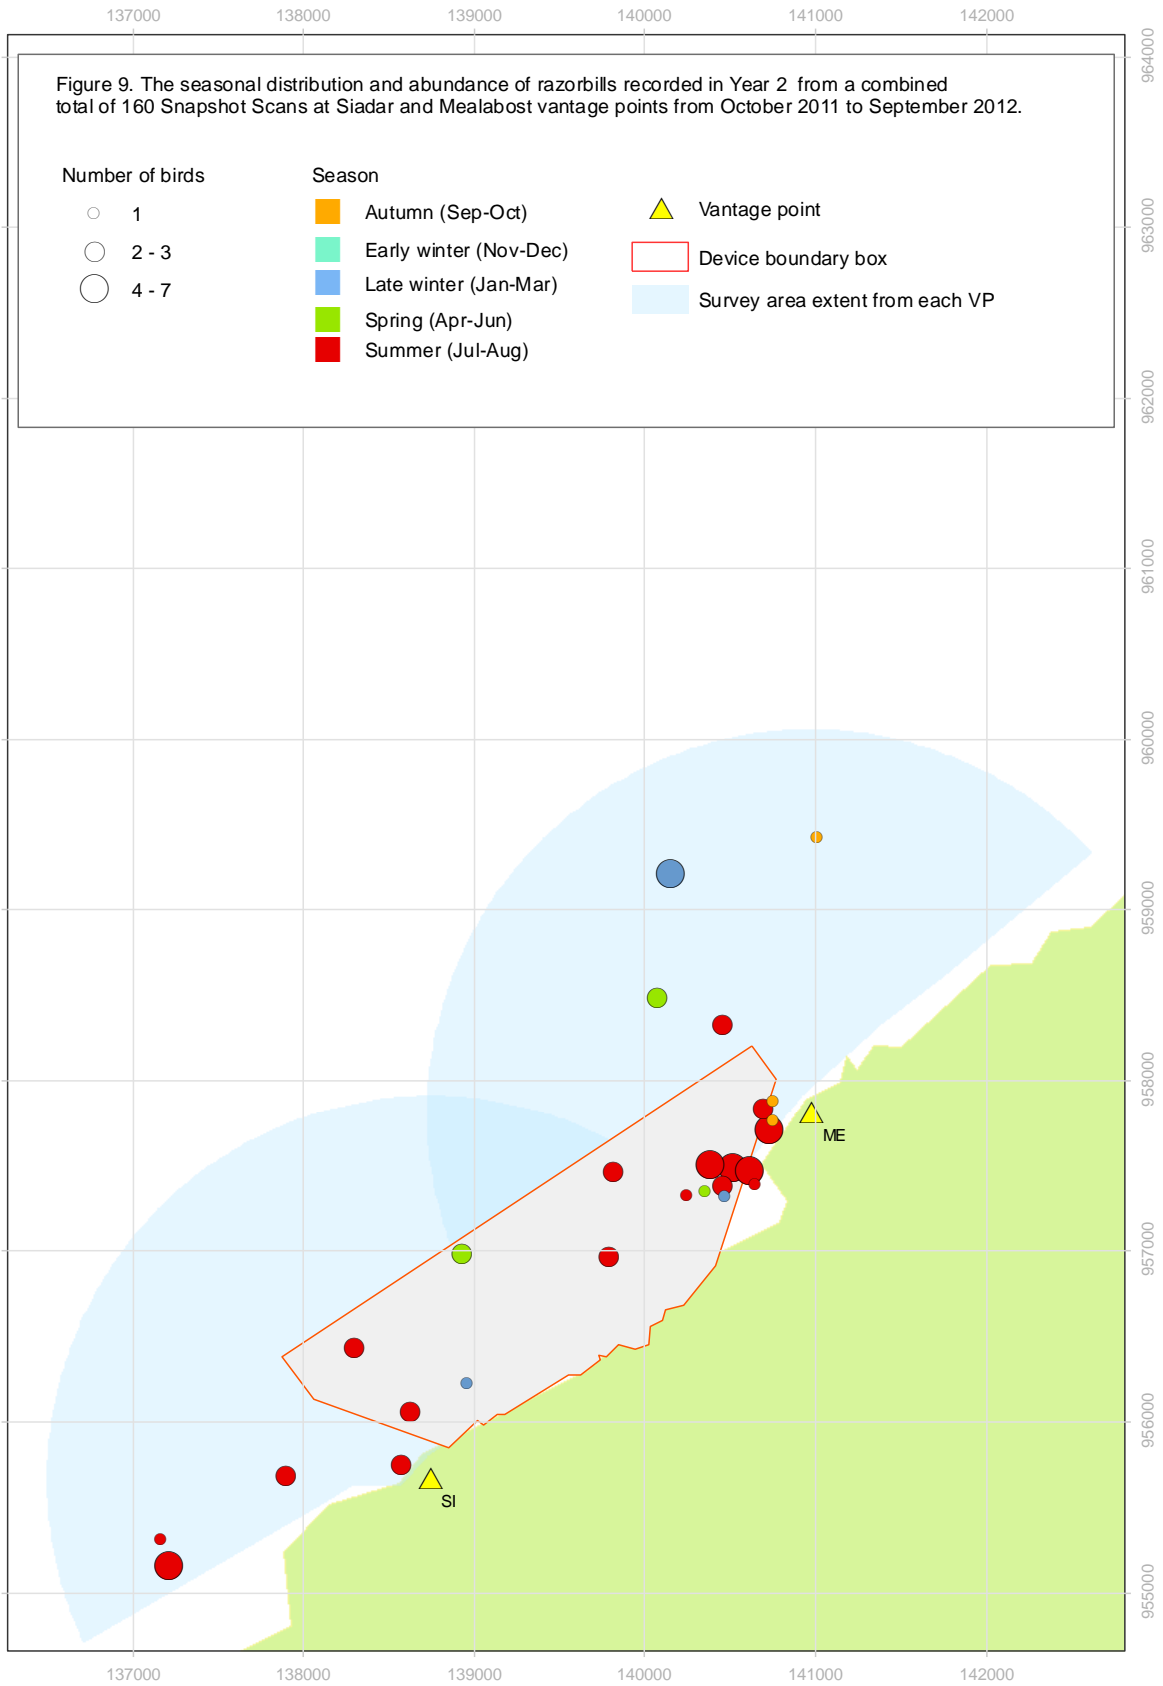 137000 138000 139000 140000 141000 142000
Figure 9. The seasonal distribution and abundance of razorbills recorded in Year 2 from a combined
total of 160 Snapshot Scans at Siadar and Mealabost vantage points from October 2011 to September 2012.
Number of birds
1
2 - 3
4 - 7
Season
Autumn (Sep-Oct)
Early winter (Nov-Dec)
Late winter (Jan-Mar)
Spring (Apr-Jun)
Summer (Jul-Aug)
Vantage point
Device boundary box
Survey area extent from each VP
964000
963000
962000
961000
960000
959000
958000
957000
956000
955000
ME
SI
137000 138000 139000 140000 141000 142000